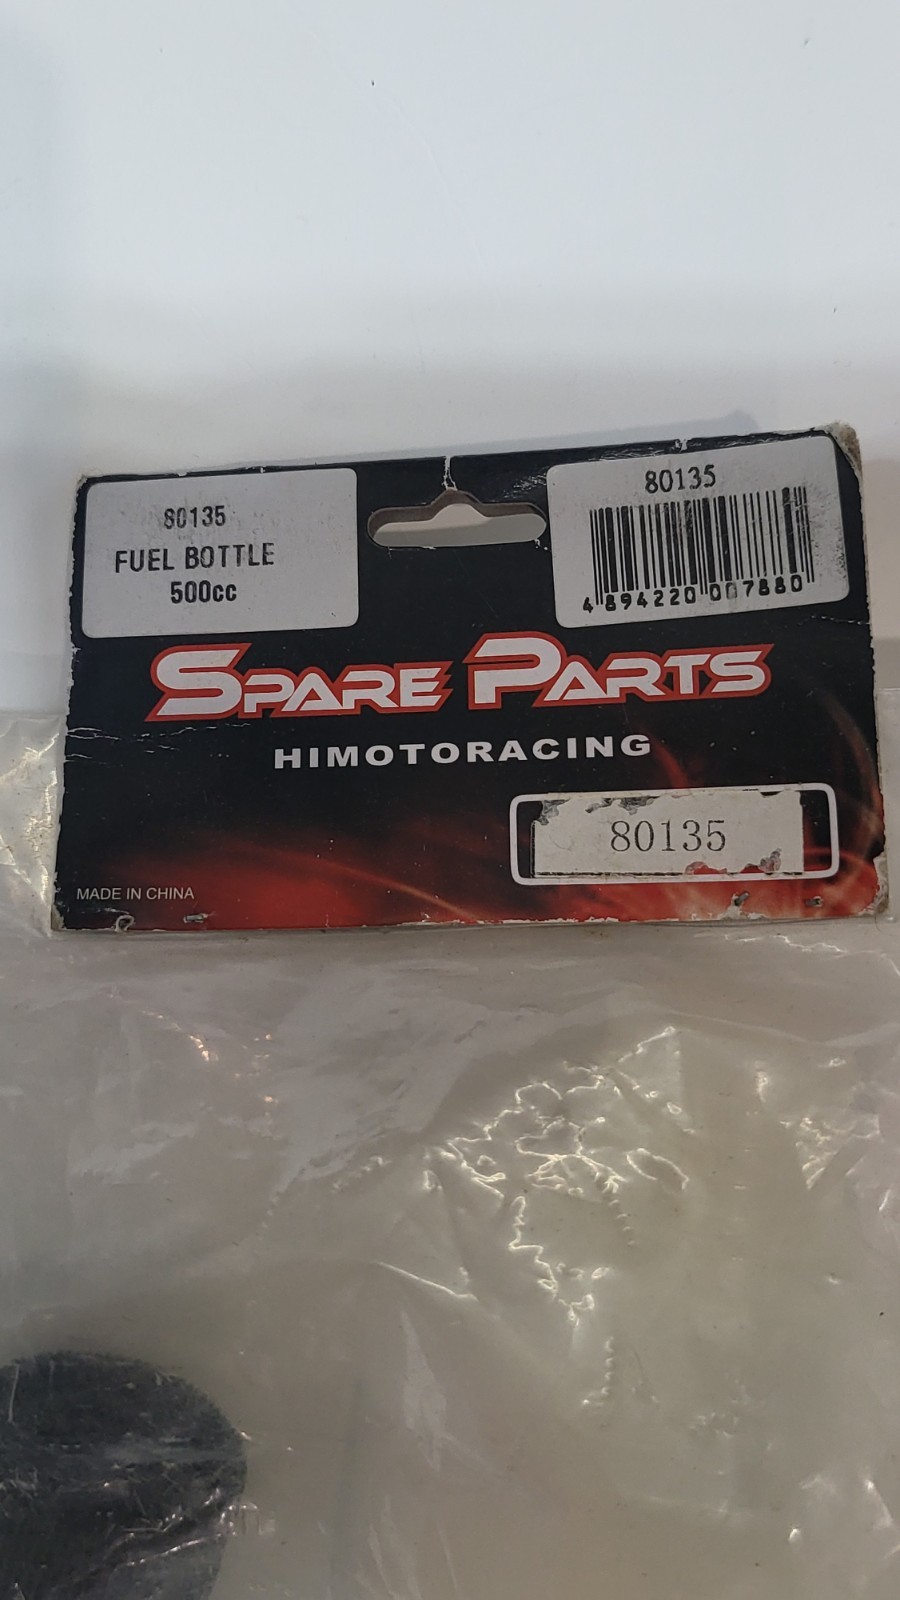 80135
FUEL BOTTLE
500cc
80135
4 894220 007880
SPARE PARTS
HIMOTORACING
80135
MADE IN CHINA